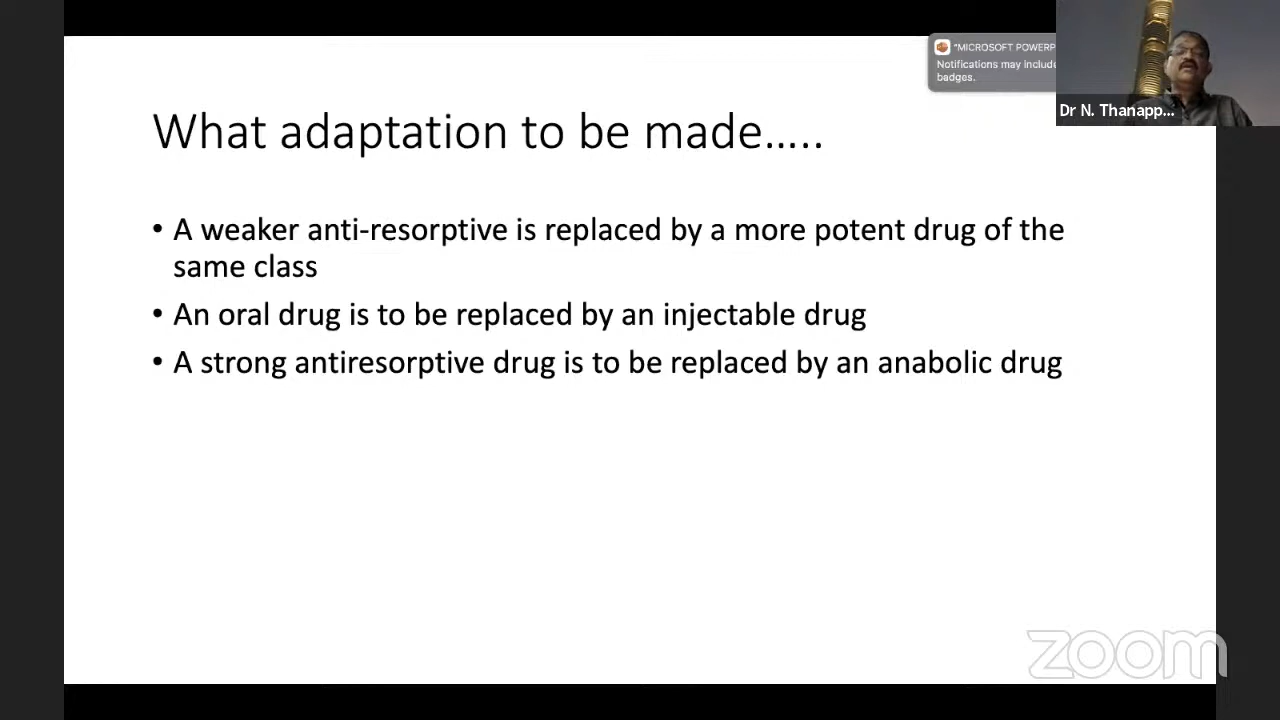 "MICROSOFT POWERP
Notifications may include
badges.
Dr N. Thanapp...
What adaptation to be made.....
• A weaker anti-resorptive is replaced by a more potent drug of the
same class
• An oral drug is to be replaced by an injectable drug
• A strong antiresorptive drug is to be replaced by an anabolic drug
zoom